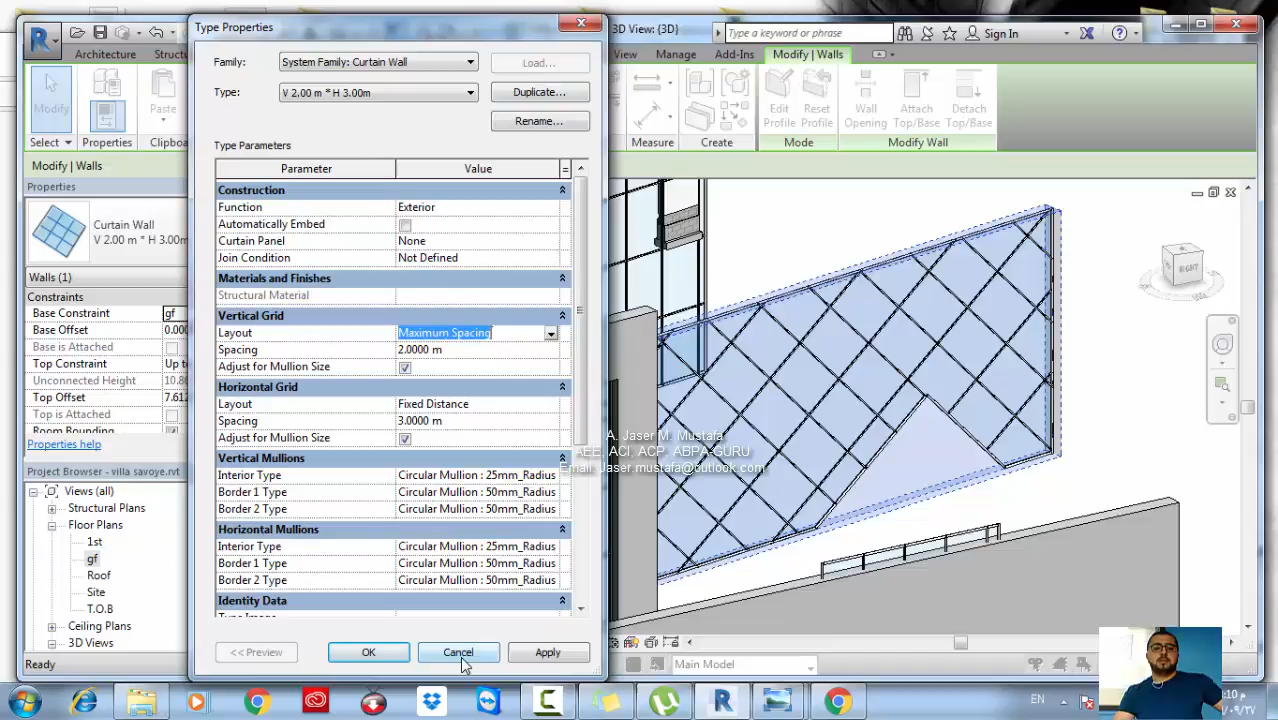 Type Properties
3D View: {3D}
Type a keyword or phrase
Sign In
Architecture
View
Manage
Add-Ins
Modify | Walls
Family:
System Family: Curtain Wall
Load...
Type:
V 2.00 m * H 3.00m
Duplicate...
Rename...
Modify
Paste
Edit
Profile
Reset
Profile
Wall
Opening
Attach
Top/Base
Detach
Top/Base
Select
Properties
Measure
Create
Mode
Modify Wall
Modify | Walls
Properties
Curtain Wall
V 2.00 m * H 3.00m
Walls (1)
Constraints
Base Constraint
gf
Base Offset
Base is Attached
Top Constraint
Unconnected Height
Top Offset
Top is Attached
Room Bounding
Properties help
Project Browser - villa savoye.rvt
Views (all)
Structural Plans
Floor Plans
1st
gf
Roof
Site
T.O.B
Ceiling Plans
3D Views
Ready
Type Parameters
Parameter
Value
=
Construction
Function
Exterior
Automatically Embed
Curtain Panel
None
Join Condition
Not Defined
Materials and Finishes
Structural Material
Vertical Grid
Layout
Maximum Spacing
Spacing
2.0000 m
Adjust for Mullion Size
Horizontal Grid
Layout
Fixed Distance
Spacing
3.0000 m
Adjust for Mullion Size
Vertical Mullions
Interior Type
Circular Mullion : 25mm_Radius
Border 1 Type
Circular Mullion : 50mm_Radius
Border 2 Type
Circular Mullion : 50mm_Radius
Horizontal Mullions
Interior Type
Circular Mullion : 25mm_Radius
Border 1 Type
Circular Mullion : 50mm_Radius
Border 2 Type
Circular Mullion : 50mm_Radius
Identity Data
<< Preview
OK
Cancel
Apply
RIGHT
A. Jaser M. Mustafa
AEE, ACI, ACP, ABPA-GURU
Email: Jaser.mustafa@outlook.com
Main Model
EN